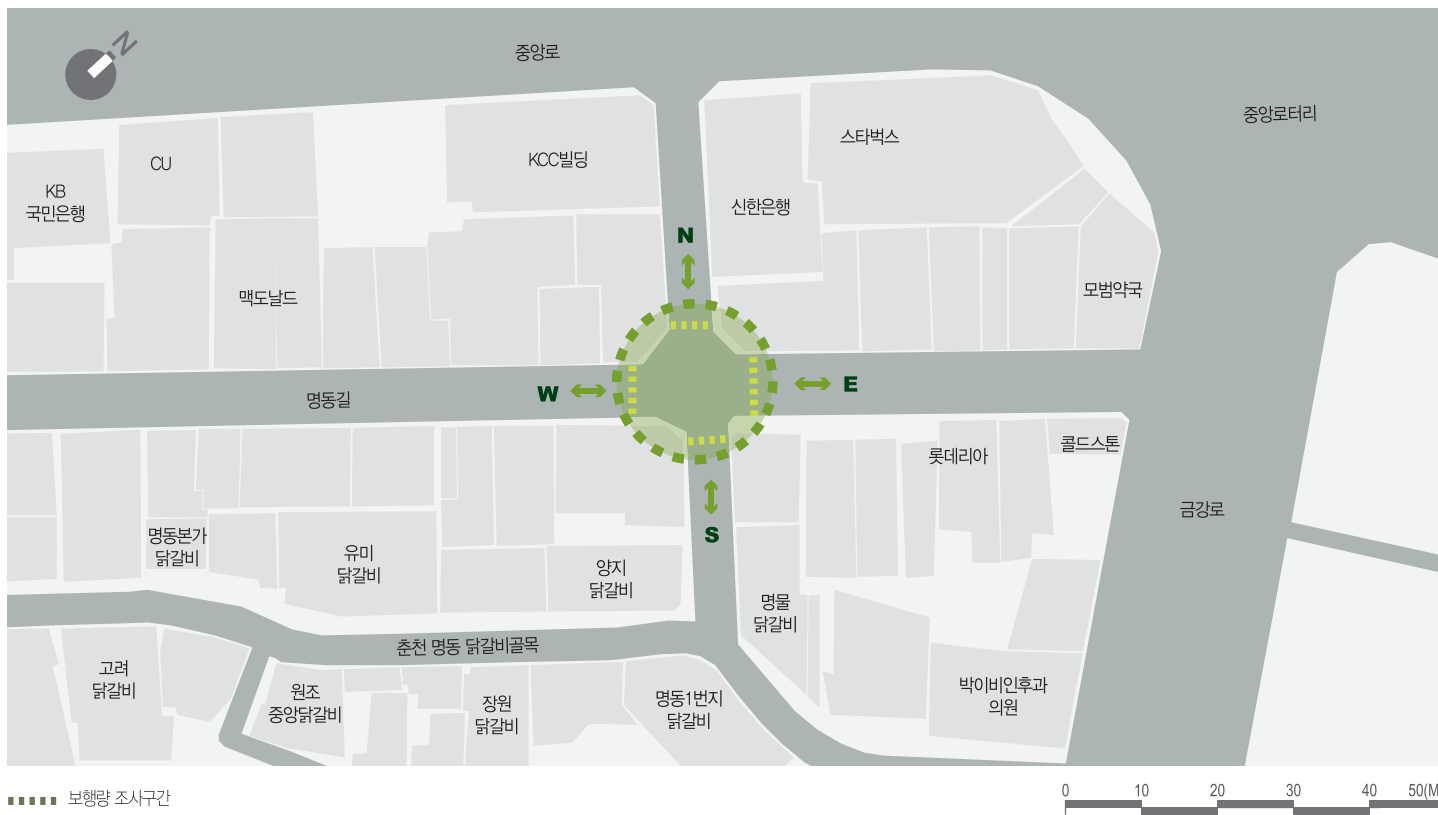 N
중앙로
중앙로터리
스타벅스
CU
KCC빌딩
KB
국민은행
신한은행
N
모범약국
맥도날드
W
E
명동길
콜드스톤
롯데리아
금강로
S
명동본가
닭갈비
유미
닭갈비
양지
닭갈비
명물
닭갈비
춘천 명동 닭갈비골목
고려
닭갈비
원조
중앙닭갈비
장원
닭갈비
명동1번지
닭갈비
박이비인후과
의원
보행량 조사구간
0 10 20 30 40 50(M